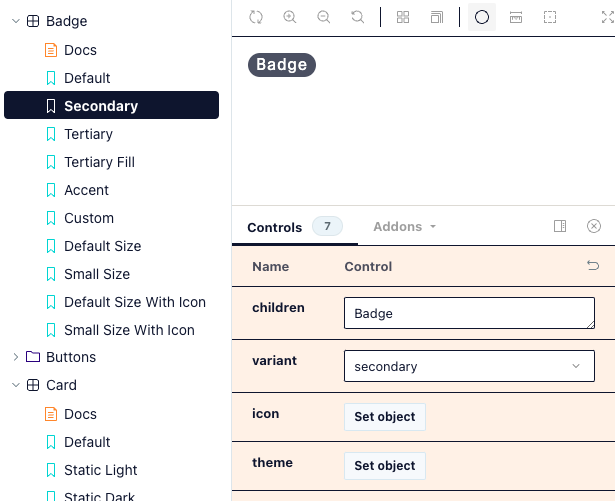 Badge
Docs
Default
Secondary
Tertiary
Tertiary Fill
Accent
Custom
Default Size
Small Size
Default Size With Icon
Small Size With Icon
Buttons
Card
Docs
Default
Static Light
Static Dark
Badge
Controls 7 Addons
Name Control
children Badge
variant secondary
icon Set object
theme Set object